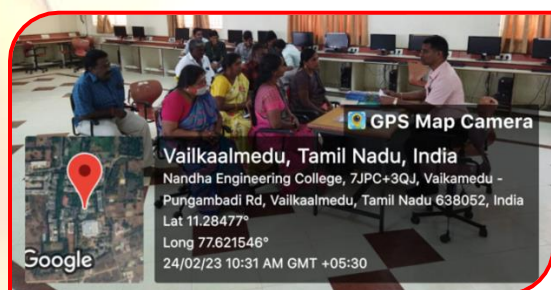 GPS Map Camera
Vailkaalmedu, Tamil Nadu, India
Nandha Engineering College, 7JPC+3QJ, Vaikamedu -
Pungambadi Rd, Vailkaalmedu, Tamil Nadu 638052, India
Lat 11.28477°
Long 77.621546°
24/02/23 10:31 AM GMT +05:30
Google